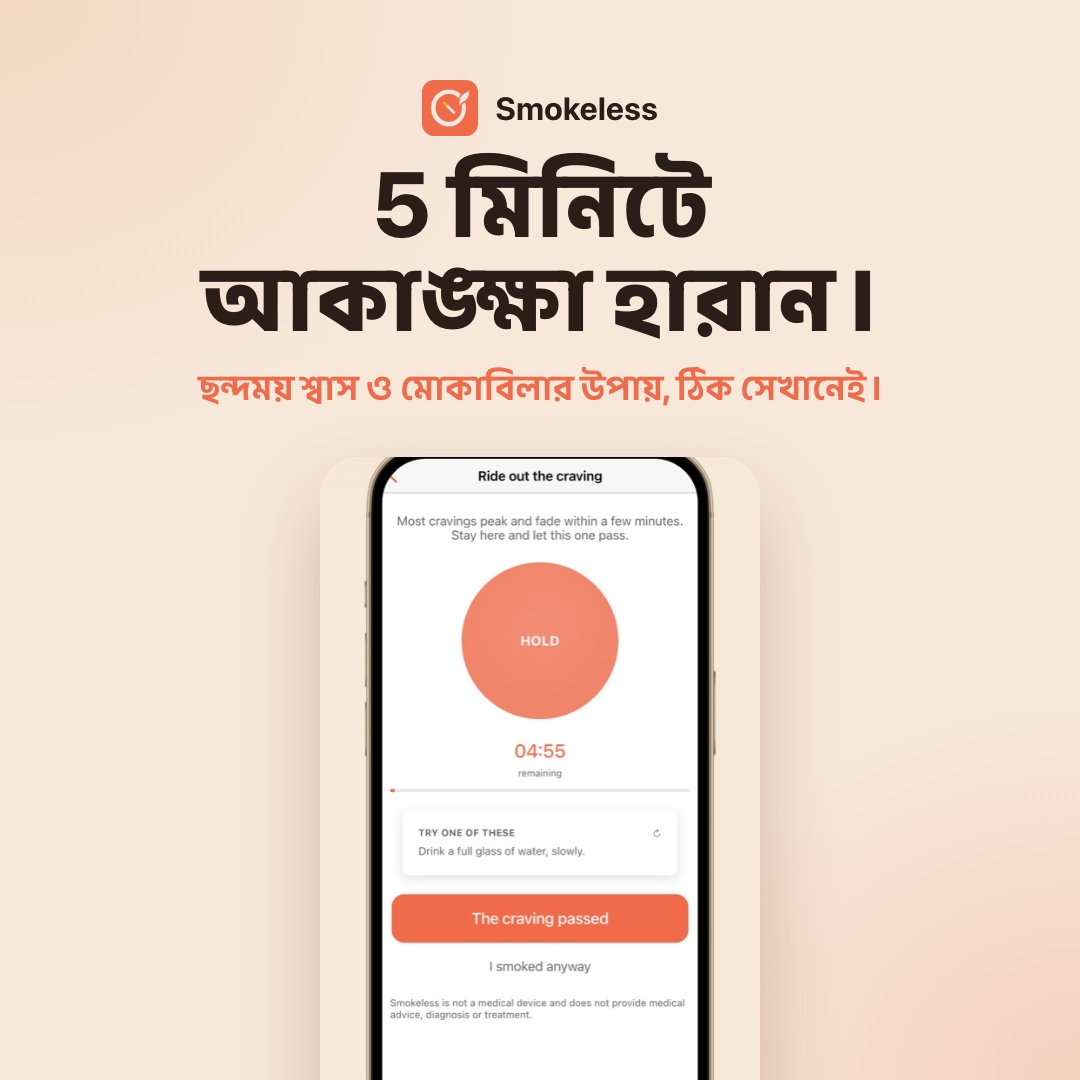 Smokeless
5 মিনিটে
আকাঙ্ক্ষা হারান।
ছন্দময় শ্বাস ও মোকাবিলার উপায়, ঠিক সেখানেই।
Ride out the craving
Most cravings peak and fade within a few minutes.
Stay here and let this one pass.
HOLD
04:55
remaining
TRY ONE OF THESE
Drink a full glass of water, slowly.
The craving passed
I smoked anyway
Smokeless is not a medical device and does not provide medical
advice, diagnosis or treatment.